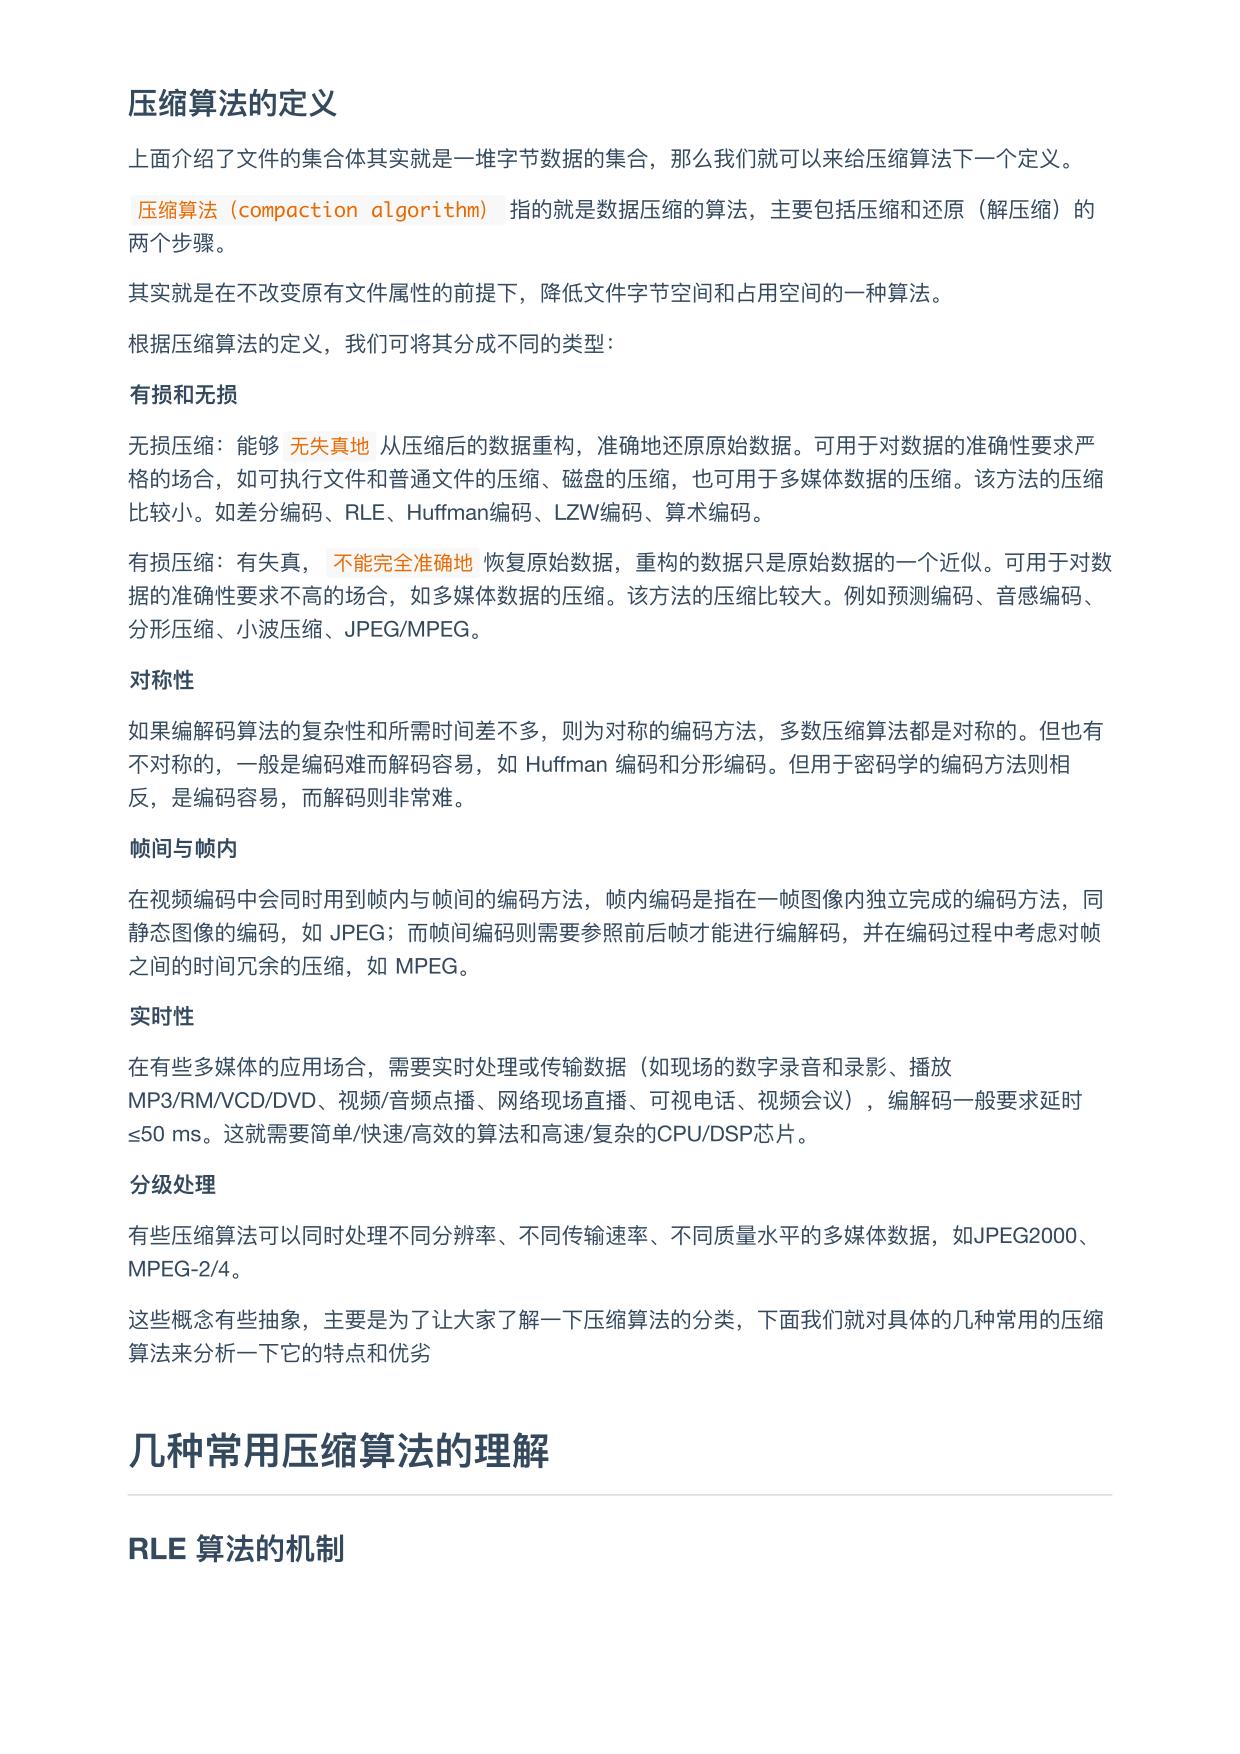 压缩算法的定义
上面介绍了文件的集合体其实就是一堆字节数据的集合，那么我们就可以来给压缩算法下一个定义。
压缩算法（compaction algorithm） 指的就是数据压缩的算法，主要包括压缩和还原（解压缩）的
两个步骤。
其实就是在不改变原有文件属性的前提下，降低文件字节空间和占用空间的一种算法。
根据压缩算法的定义，我们可将其分成不同的类型：
有损和无损
无损压缩：能够 无失真地 从压缩后的数据重构，准确地还原原始数据。可用于对数据的准确性要求严
格的场合，如可执行文件和普通文件的压缩、磁盘的压缩，也可用于多媒体数据的压缩。该方法的压缩
比较小。如差分编码、RLE、Huffman编码、LZW编码、算术编码。
有损压缩：有失真， 不能完全准确地 恢复原始数据，重构的数据只是原始数据的一个近似。可用于对数
据的准确性要求不高的场合，如多媒体数据的压缩。该方法的压缩比较大。例如预测编码、音感编码、
分形压缩、小波压缩、JPEG/MPEG。
对称性
如果编解码算法的复杂性和所需时间差不多，则为对称的编码方法，多数压缩算法都是对称的。但也有
不对称的，一般是编码难而解码容易，如 Huffman 编码和分形编码。但用于密码学的编码方法则相
反，是编码容易，而解码则非常难。
帧间与帧内
在视频编码中会同时用到帧内与帧间的编码方法，帧内编码是指在一帧图像内独立完成的编码方法，同
静态图像的编码，如 JPEG；而帧间编码则需要参照前后帧才能进行编解码，并在编码过程中考虑对帧
之间的时间冗余的压缩，如 MPEG。
实时性
在有些多媒体的应用场合，需要实时处理或传输数据（如现场的数字录音和录影、播放
MP3/RM/VCD/DVD、视频/音频点播、网络现场直播、可视电话、视频会议），编解码一般要求延时
≤50 ms。这就需要简单/快速/高效的算法和高速/复杂的CPU/DSP芯片。
分级处理
有些压缩算法可以同时处理不同分辨率、不同传输速率、不同质量水平的多媒体数据，如JPEG2000、
MPEG-2/4。
这些概念有些抽象，主要是为了让大家了解一下压缩算法的分类，下面我们就对具体的几种常用的压缩
算法来分析一下它的特点和优劣
几种常用压缩算法的理解
RLE 算法的机制